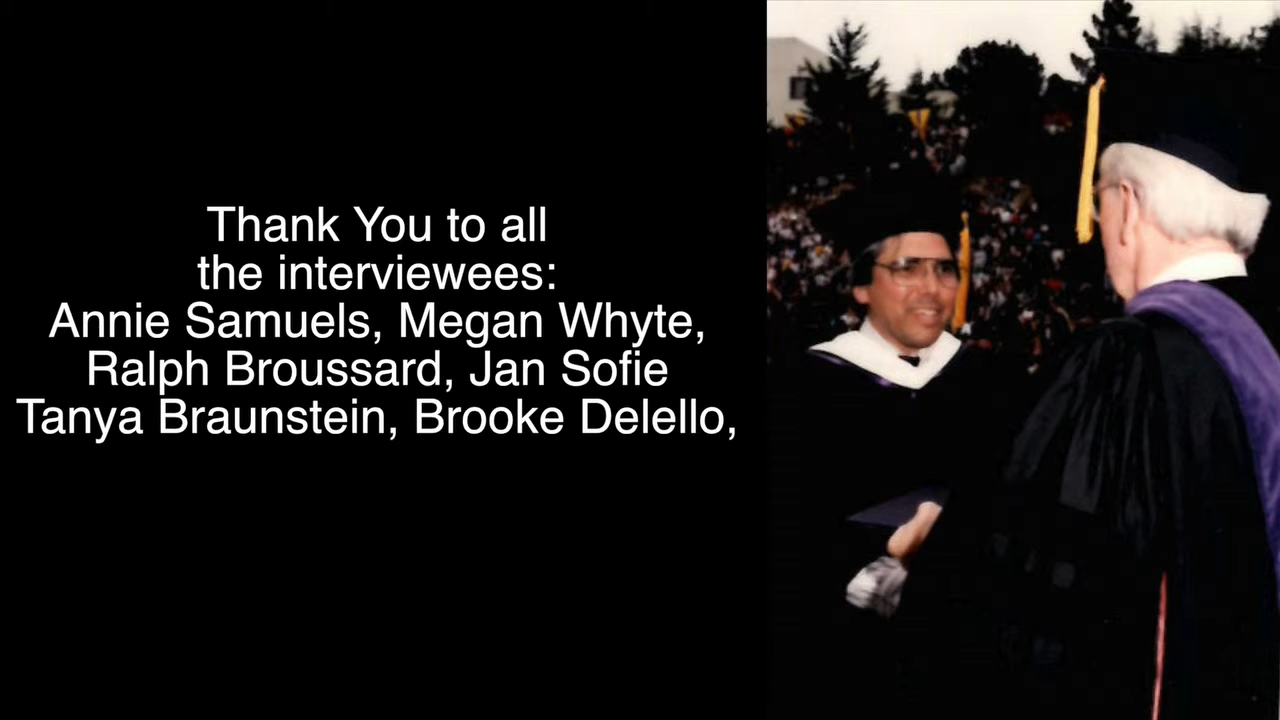 Thank You to all
the interviewees:
Annie Samuels, Megan Whyte,
Ralph Broussard, Jan Sofie
Tanya Braunstein, Brooke Delello,